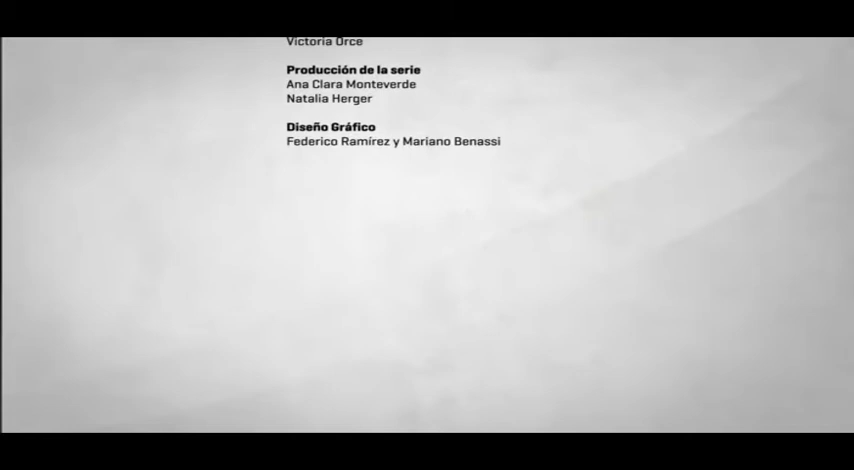 Victoria Orce
Producción de la serie
Ana Clara Monteverde
Natalia Herger
Diseño Gráfico
Federico Ramírez y Mariano Benassi